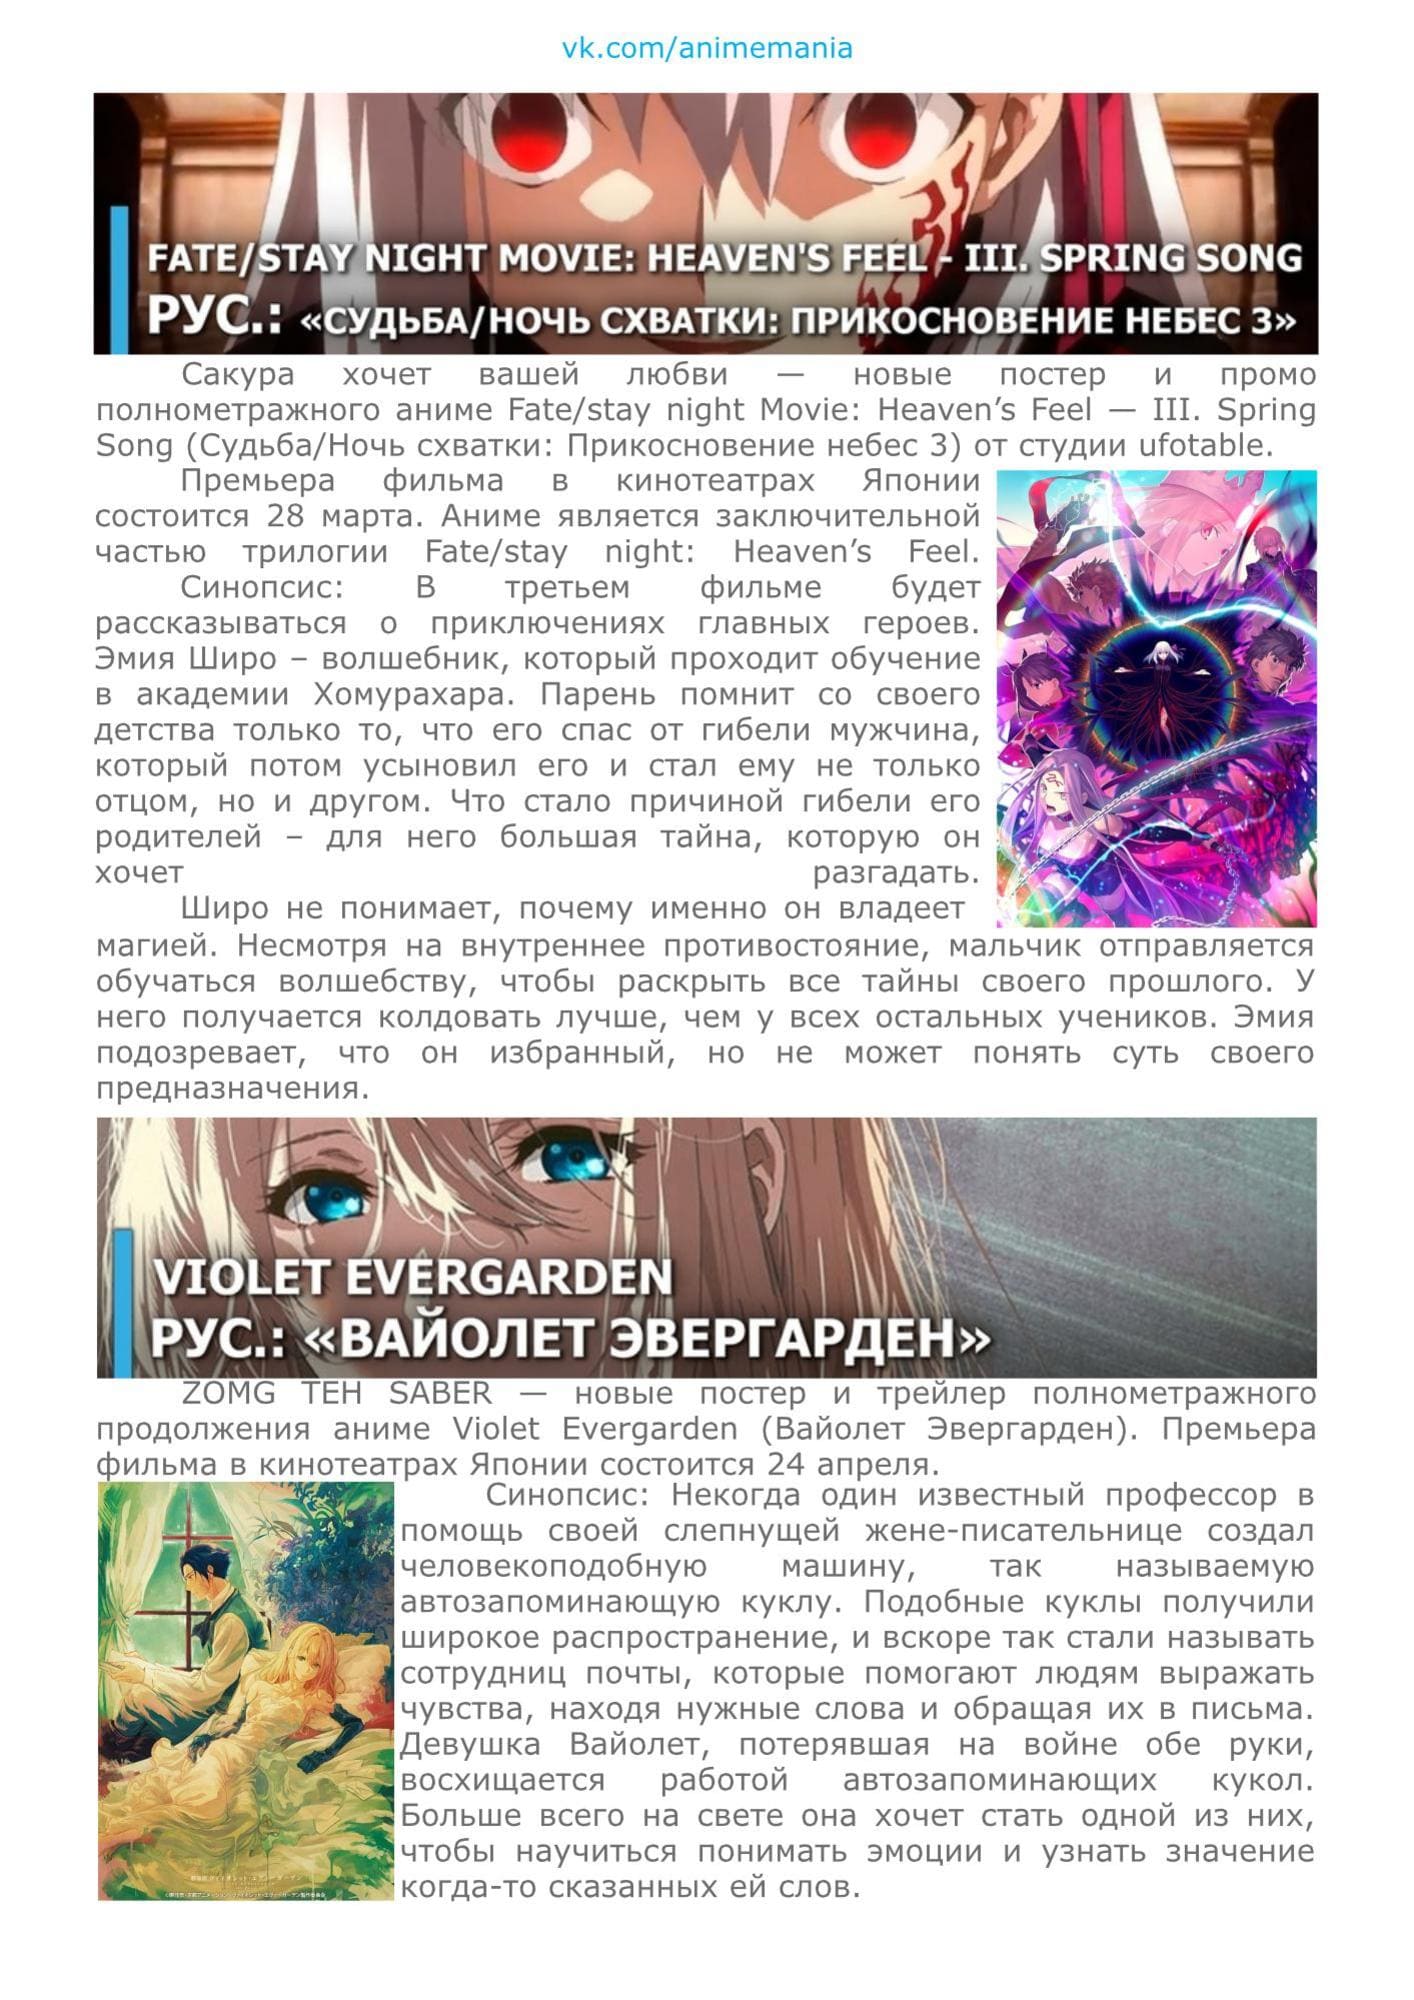 vk.com/animemania
FATE/STAY NIGHT MOVIE: HEAVEN'S FEEL - III. SPRING SONG
РУС.: «СУДЬБА/НОЧЬ СХВАТКИ: ПРИКОСНОВЕНИЕ НЕБЕС 3»
Сакура хочет вашей любви — новые постер и промо
полнометражного аниме Fate/stay night Movie: Heaven’s Feel — III. Spring
Song (Судьба/Ночь схватки: Прикосновение небес 3) от студии ufotable.
Премьера фильма в кинотеатрах Японии
состоится 28 марта. Аниме является заключительной
частью трилогии Fate/stay night: Heaven’s Feel.
Синопсис: В третьем фильме будет
рассказываться о приключениях главных героев.
Эмия Широ – волшебник, который проходит обучение
в академии Хомурахара. Парень помнит со своего
детства только то, что его спас от гибели мужчина,
который потом усыновил его и стал ему не только
отцом, но и другом. Что стало причиной гибели его
родителей – для него большая тайна, которую он
хочет разгадать.
Широ не понимает, почему именно он владеет
магией. Несмотря на внутреннее противостояние, мальчик отправляется
обучаться волшебству, чтобы раскрыть все тайны своего прошлого. У
него получается колдовать лучше, чем у всех остальных учеников. Эмия
подозревает, что он избранный, но не может понять суть своего
предназначения.
VIOLET EVERGARDEN
РУС.: «ВАЙОЛЕТ ЭВЕРГАРДЕН»
ZOMG TEH SABER — новые постер и трейлер полнометражного
продолжения аниме Violet Evergarden (Вайолет Эвергарден). Премьера
фильма в кинотеатрах Японии состоится 24 апреля.
Синопсис: Некогда один известный профессор в
помощь своей слепнущей жене-писательнице создал
человекоподобную машину, так называемую
автозапоминающую куклу. Подобные куклы получили
широкое распространение, и вскоре так стали называть
сотрудниц почты, которые помогают людям выражать
чувства, находя нужные слова и обращая их в письма.
Девушка Вайолет, потерявшая на войне обе руки,
восхищается работой автозапоминающих кукол.
Больше всего на свете она хочет стать одной из них,
чтобы научиться понимать эмоции и узнать значение
когда-то сказанных ей слов.